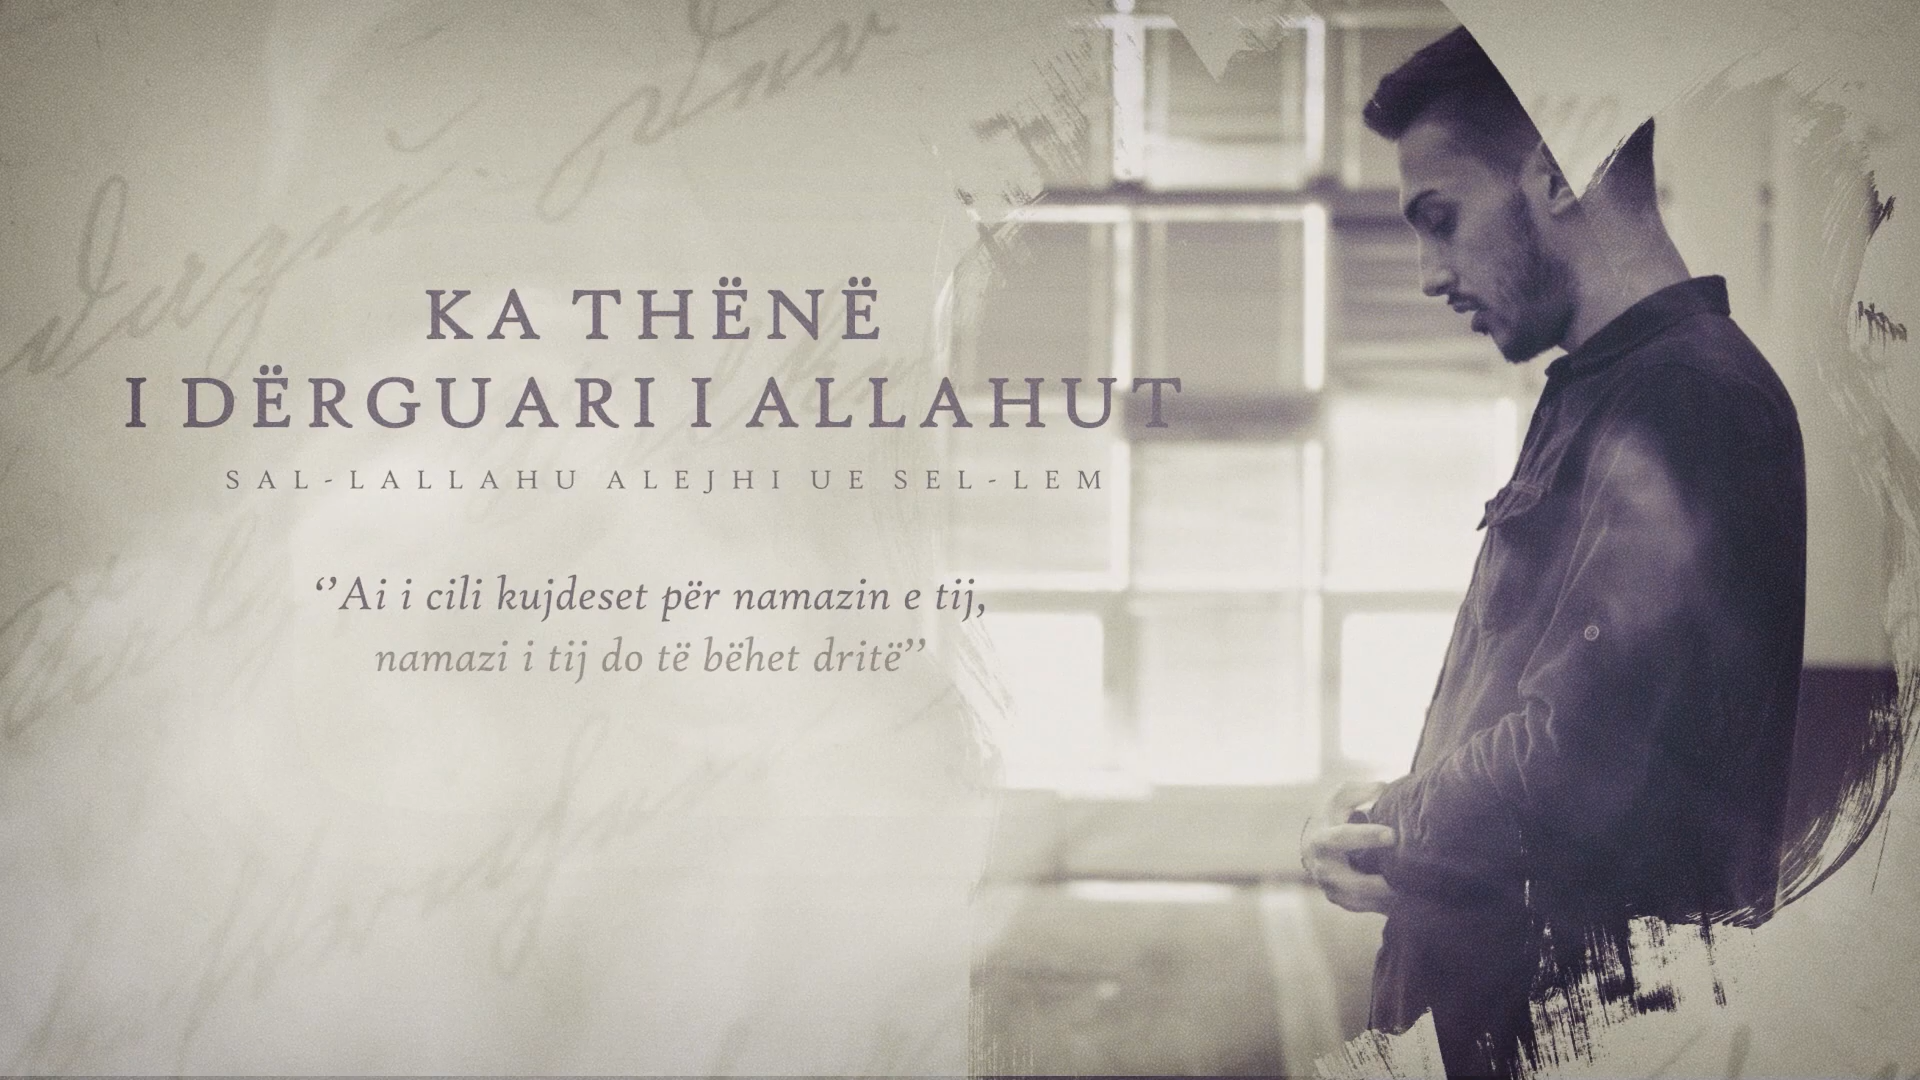 KA THËNË
I DËRGUARI I ALLAHUT
SAL-LALLAHU ALEJHI UE SEL-LEM
‘’Ai i cili kujdeset për namazin e tij,
namazi i tij do të bëhet dritë’’